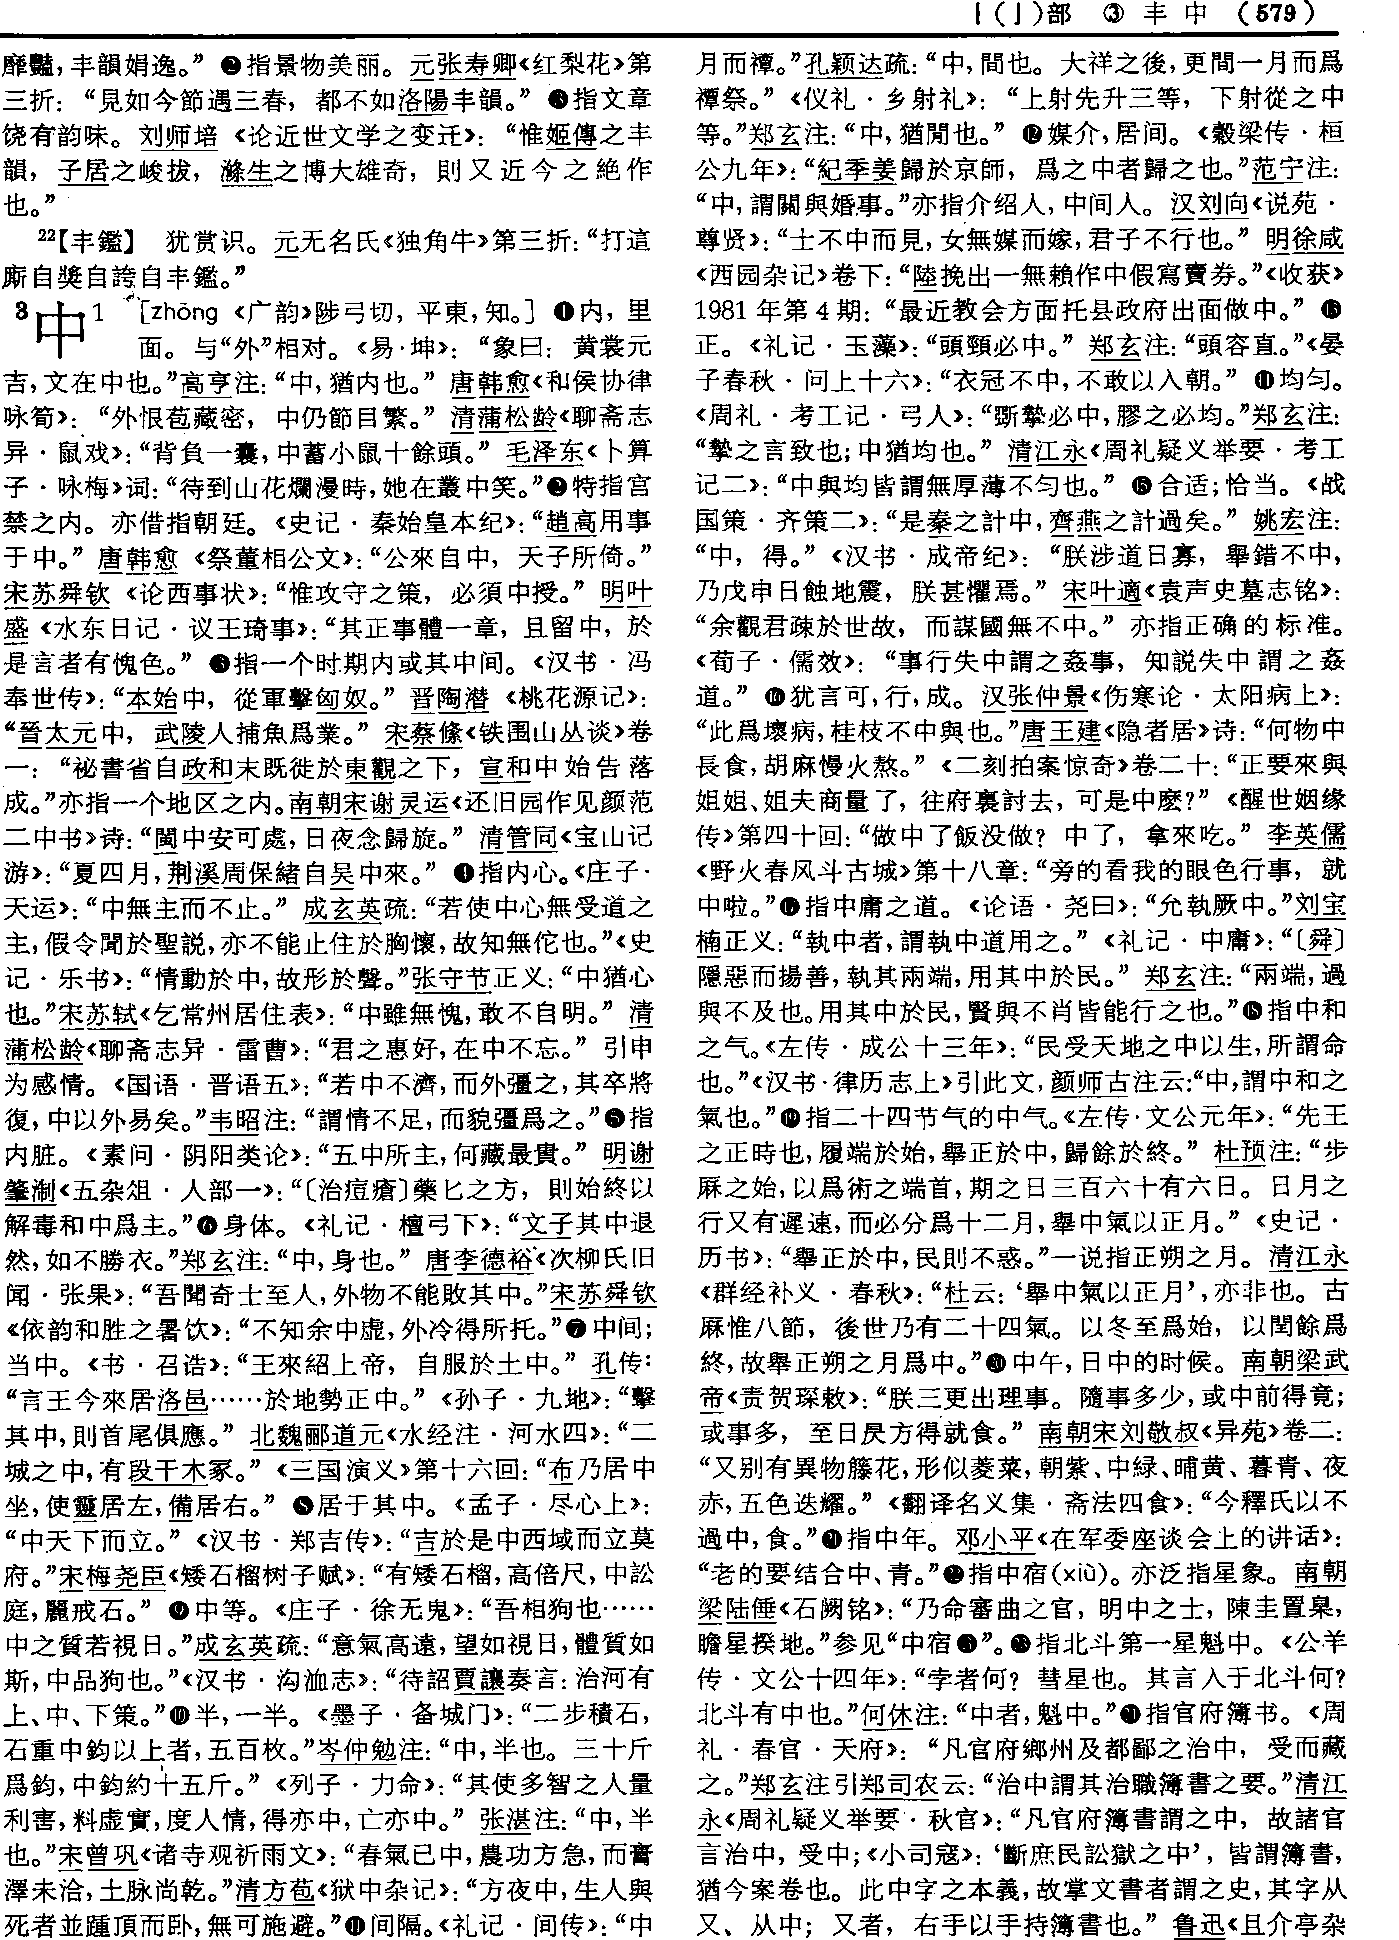 丨(亅)部 ③ 丰 中 (579)
靡豔，丰韻娟逸。”❷指景物美丽。元张寿卿《红梨花》第
三折：“見如今節遇三春，都不如洛陽丰韻。”❸指文章
饶有韵味。刘师培《论近世文学之变迁》：“惟姬傳之丰
韻，子居之峻拔，滌生之博大雄奇，則又近今之絶作
也。”
22【丰鑑】 犹赏识。元无名氏《独角牛》第三折：“打這
廝自獎自誇自丰鑑。”
3中1 [zhōng《广韵》陟弓切，平東，知。]❶内，里
面。与“外”相对。《易·坤》：“象曰：黄裳元
吉，文在中也。”高亨注：“中，猶内也。”唐韩愈《和侯协律
咏筍》：“外恨苞藏密，中仍節目繁。”清蒲松龄《聊斋志
异·鼠戏》：“背負一囊，中蓄小鼠十餘頭。”毛泽东《卜算
子·咏梅》词：“待到山花爛漫時，她在叢中笑。”❷特指宫
禁之内。亦借指朝廷。《史记·秦始皇本纪》：“趙高用事
于中。”唐韩愈《祭董相公文》：“公來自中，天子所倚。”
宋苏舜钦《论西事状》：“惟攻守之策，必須中授。”明叶
盛《水东日记·议王琦事》：“其正事體一章，且留中，於
是言者有愧色。”❸指一个时期内或其中间。《汉书·冯
奉世传》：“本始中，從軍擊匈奴。”晋陶潜《桃花源记》：
“晉太元中，武陵人捕魚爲業。”宋蔡絛《铁围山丛谈》卷
一：“祕書省自政和末既徙於東觀之下，宣和中始告落
成。”亦指一个地区之内。南朝宋谢灵运《还旧园作见颜范
二中书》诗：“閩中安可處，日夜念歸旋。”清管同《宝山记
游》：“夏四月，荆溪周保緒自吴中來。”❹指内心。《庄子·
天运》：“中無主而不止。”成玄英疏：“若使中心無受道之
主，假令聞於聖説，亦不能止住於胸懷，故知無佗也。”《史
记·乐书》：“情動於中，故形於聲。”张守节正义：“中猶心
也。”宋苏轼《乞常州居住表》：“中雖無愧，敢不自明。”清
蒲松龄《聊斋志异·雷曹》：“君之惠好，在中不忘。”引申
为感情。《国语·晋语五》：“若中不濟，而外彊之，其卒將
復，中以外易矣。”韦昭注：“謂情不足，而貌彊爲之。”❺指
内脏。《素问·阴阳类论》：“五中所主，何藏最貴。”明谢
肇淛《五杂俎·人部一》：“〔治痘瘡〕藥匕之方，則始終以
解毒和中爲主。”❻身体。《礼记·檀弓下》：“文子其中退
然，如不勝衣。”郑玄注：“中，身也。”唐李德裕《次柳氏旧
闻·张果》：“吾聞奇士至人，外物不能敗其中。”宋苏舜钦
《依韵和胜之暑饮》：“不知余中虚，外冷得所托。”❼中间；
当中。《书·召诰》：“王來紹上帝，自服於土中。”孔传：
“言王今來居洛邑……於地勢正中。”《孙子·九地》：“擊
其中，則首尾俱應。”北魏郦道元《水经注·河水四》：“二
城之中，有段干木冢。”《三国演义》第十六回：“布乃居中
坐，使靈居左，備居右。”❽居于其中。《孟子·尽心上》：
“中天下而立。”《汉书·郑吉传》：“吉於是中西域而立莫
府。”宋梅尧臣《矮石榴树子赋》：“有矮石榴，高倍尺，中訟
庭，麗戒石。”❾中等。《庄子·徐无鬼》：“吾相狗也……
中之質若視日。”成玄英疏：“意氣高遠，望如視日，體質如
斯，中品狗也。”《汉书·沟洫志》：“待詔賈讓奏言：治河有
上、中、下策。”❿半，一半。《墨子·备城门》：“二步積石，
石重中鈞以上者，五百枚。”岑仲勉注：“中，半也。三十斤
爲鈞，中鈞約十五斤。”《列子·力命》：“其使多智之人量
利害，料虚實，度人情，得亦中，亡亦中。”张湛注：“中，半
也。”宋曾巩《诸寺观祈雨文》：“春氣已中，農功方急，而膏
澤未洽，土脉尚乾。”清方苞《狱中杂记》：“方夜中，生人與
死者並踵頂而卧，無可施避。”⓫间隔。《礼记·间传》：“中
月而禫。”孔颖达疏：“中，間也。大祥之後，更間一月而爲
禫祭。”《仪礼·乡射礼》：“上射先升三等，下射從之中
等。”郑玄注：“中，猶閒也。”⓬媒介，居间。《穀梁传·桓
公九年》：“紀季姜歸於京師，爲之中者歸之也。”范宁注：
“中，謂關與婚事。”亦指介绍人，中间人。汉刘向《说苑·
尊贤》：“士不中而見，女無媒而嫁，君子不行也。”明徐咸
《西园杂记》卷下：“陸挽出一無賴作中假寫賣券。”《收获》
1981年第4期：“最近教会方面托县政府出面做中。”⓭
正。《礼记·玉藻》：“頭頸必中。”郑玄注：“頭容直。”《晏
子春秋·问上十六》：“衣冠不中，不敢以入朝。”⓮均匀。
《周礼·考工记·弓人》：“斲摯必中，膠之必均。”郑玄注：
“摯之言致也；中猶均也。”清江永《周礼疑义举要·考工
记二》：“中與均皆謂無厚薄不匀也。”⓯合适；恰当。《战
国策·齐策二》：“是秦之計中，齊燕之計過矣。”姚宏注：
“中，得。”《汉书·成帝纪》：“朕涉道日寡，舉錯不中，
乃戊申日蝕地震，朕甚懼焉。”宋叶適《袁声史墓志铭》：
“余觀君疎於世故，而謀國無不中。”亦指正确的标准。
《荀子·儒效》：“事行失中謂之姦事，知説失中謂之姦
道。”⓰犹言可，行，成。汉张仲景《伤寒论·太阳病上》：
“此爲壞病，桂枝不中與也。”唐王建《隐者居》诗：“何物中
長食，胡麻慢火熬。”《二刻拍案惊奇》卷二十：“正要來與
姐姐、姐夫商量了，往府裏討去，可是中麽？”《醒世姻缘
传》第四十回：“做中了飯没做？中了，拿來吃。”李英儒
《野火春风斗古城》第十八章：“旁的看我的眼色行事，就
中啦。”⓱指中庸之道。《论语·尧曰》：“允執厥中。”刘宝
楠正义：“執中者，謂執中道用之。”《礼记·中庸》：“〔舜〕
隱惡而揚善，執其兩端，用其中於民。”郑玄注：“兩端，過
與不及也。用其中於民，賢與不肖皆能行之也。”⓲指中和
之气。《左传·成公十三年》：“民受天地之中以生，所謂命
也。”《汉书·律历志上》引此文，颜师古注云：“中，謂中和之
氣也。”⓳指二十四节气的中气。《左传·文公元年》：“先王
之正時也，履端於始，舉正於中，歸餘於終。”杜预注：“步
厤之始，以爲術之端首，期之日三百六十有六日。日月之
行又有遲速，而必分爲十二月，舉中氣以正月。”《史记·
历书》：“舉正於中，民則不惑。”一说指正朔之月。清江永
《群经补义·春秋》：“杜云：‘舉中氣以正月’，亦非也。古
厤惟八節，後世乃有二十四氣。以冬至爲始，以閏餘爲
終，故舉正朔之月爲中。”⓴中午，日中的时候。南朝梁武
帝《责贺琛敕》：“朕三更出理事。隨事多少，或中前得竟；
或事多，至日昃方得就食。”南朝宋刘敬叔《异苑》卷二：
“又别有異物藤花，形似菱菜，朝紫、中緑、晡黄、暮青、夜
赤，五色迭耀。”《翻译名义集·斋法四食》：“今釋氏以不
過中，食。”㉑指中年。邓小平《在军委座谈会上的讲话》：
“老的要结合中、青。”㉒指中宿(xiù)。亦泛指星象。南朝
梁陆倕《石阙铭》：“乃命審曲之官，明中之士，陳圭置臬，
瞻星揆地。”参见“中宿❶”。㉓指北斗第一星魁中。《公羊
传·文公十四年》：“孛者何？彗星也。其言入于北斗何？
北斗有中也。”何休注：“中者，魁中。”㉔指官府簿书。《周
礼·春官·天府》：“凡官府鄉州及都鄙之治中，受而藏
之。”郑玄注引郑司农云：“治中謂其治職簿書之要。”清江
永《周礼疑义举要·秋官》：“凡官府簿書謂之中，故諸官
言治中，受中；《小司寇》：‘斷庶民訟獄之中’，皆謂簿書，
猶今案卷也。此中字之本義，故掌文書者謂之史，其字从
又、从中；又者，右手以手持簿書也。”鲁迅《且介亭杂